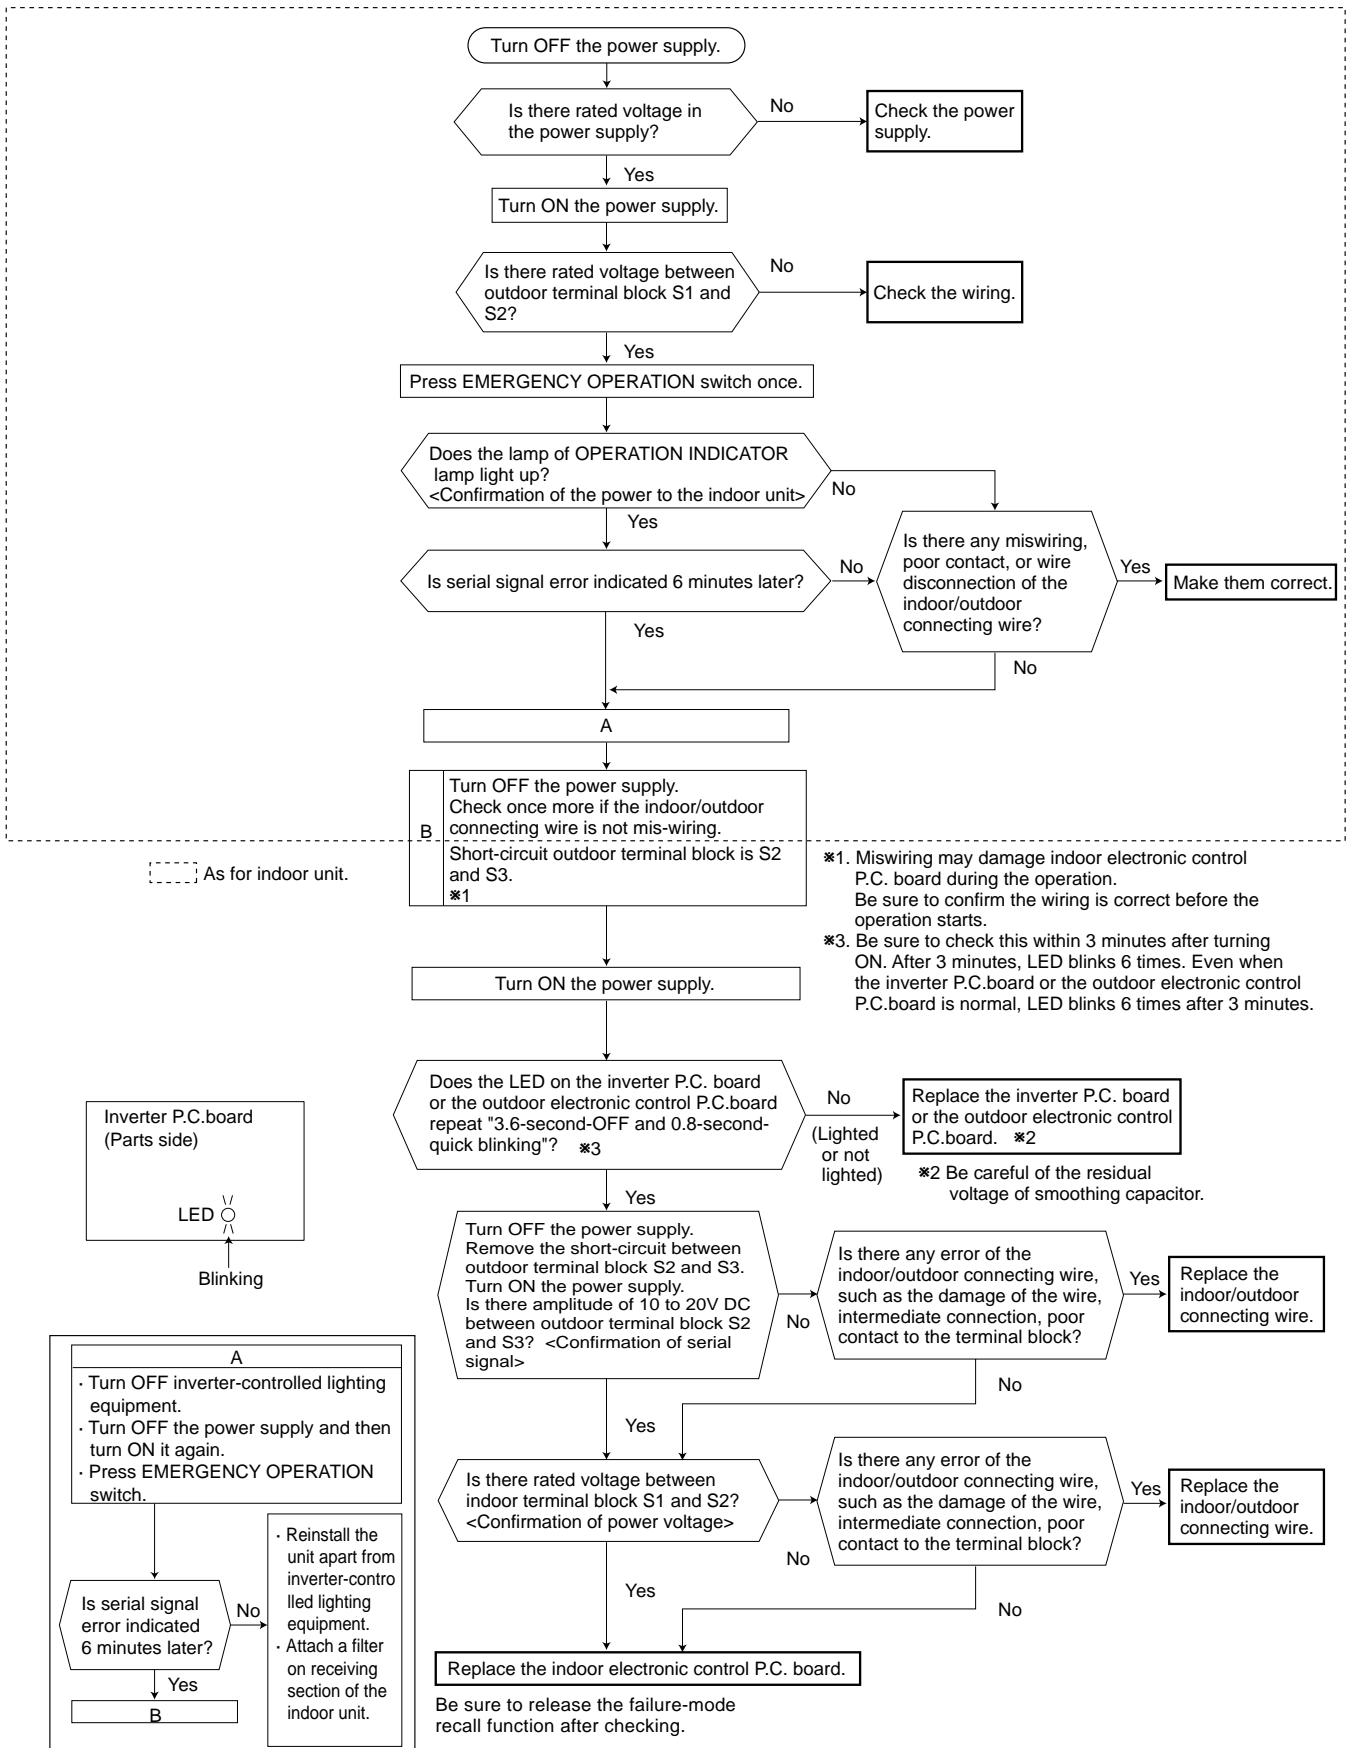 Turn OFF the power supply.
Is there rated voltage in
the power supply?
No
Check the power
supply.
Yes
Turn ON the power supply.
Is there rated voltage between
outdoor terminal block S1 and
S2?
No
Check the wiring.
Yes
Press EMERGENCY OPERATION switch once.
Does the lamp of OPERATION INDICATOR
lamp light up?
<Confirmation of the power to the indoor unit>
No
Yes
Is serial signal error indicated 6 minutes later?
No
Is there any miswiring,
poor contact, or wire
disconnection of the
indoor/outdoor
connecting wire?
Yes
Make them correct.
Yes
No
A
B
Turn OFF the power supply.
Check once more if the indoor/outdoor
connecting wire is not mis-wiring.
Short-circuit outdoor terminal block is S2
and S3.
※1
As for indoor unit.
※1. Miswiring may damage indoor electronic control
P.C. board during the operation.
Be sure to confirm the wiring is correct before the
operation starts.
※3. Be sure to check this within 3 minutes after turning
ON. After 3 minutes, LED blinks 6 times. Even when
the inverter P.C.board or the outdoor electronic control
P.C.board is normal, LED blinks 6 times after 3 minutes.
Turn ON the power supply.
Does the LED on the inverter P.C. board
or the outdoor electronic control P.C.board
repeat "3.6-second-OFF and 0.8-second-
quick blinking"? ※3
No
(Lighted
or not
lighted)
Replace the inverter P.C. board
or the outdoor electronic control
P.C.board. ※2
※2 Be careful of the residual
voltage of smoothing capacitor.
Yes
Inverter P.C.board
(Parts side)
LED
Blinking
Turn OFF the power supply.
Remove the short-circuit between
outdoor terminal block S2 and S3.
Turn ON the power supply.
Is there amplitude of 10 to 20V DC
between outdoor terminal block S2
and S3? <Confirmation of serial
signal>
No
Is there any error of the
indoor/outdoor connecting wire,
such as the damage of the wire,
intermediate connection, poor
contact to the terminal block?
Yes
Replace the
indoor/outdoor
connecting wire.
No
Yes
Is there rated voltage between
indoor terminal block S1 and S2?
<Confirmation of power voltage>
No
Is there any error of the
indoor/outdoor connecting wire,
such as the damage of the wire,
intermediate connection, poor
contact to the terminal block?
Yes
Replace the
indoor/outdoor
connecting wire.
Yes
No
Replace the indoor electronic control P.C. board.
Be sure to release the failure-mode
recall function after checking.
A
· Turn OFF inverter-controlled lighting
equipment.
· Turn OFF the power supply and then
turn ON it again.
· Press EMERGENCY OPERATION
switch.
Is serial signal
error indicated
6 minutes later?
No
· Reinstall the
unit apart from
inverter-contro
lled lighting
equipment.
· Attach a filter
on receiving
section of the
indoor unit.
Yes
B